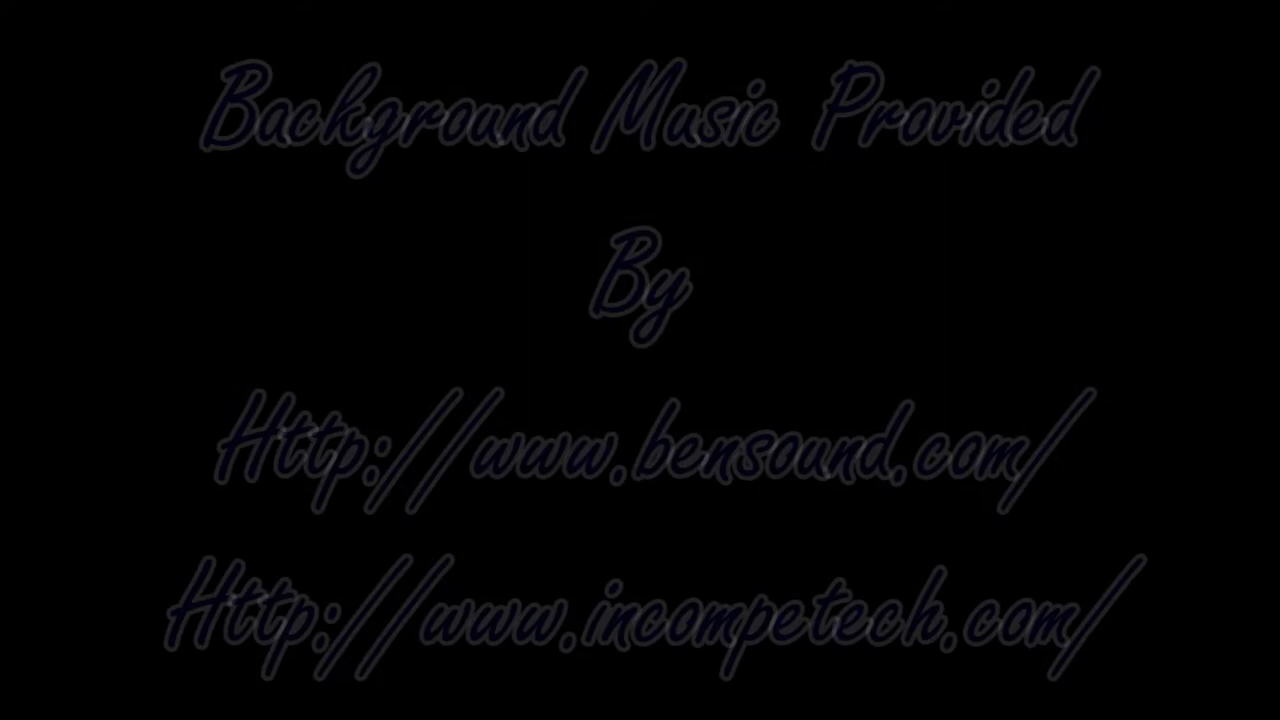 Background Music Provided
By
Http://www.bensound.com/
Http://www.incompetech.com/